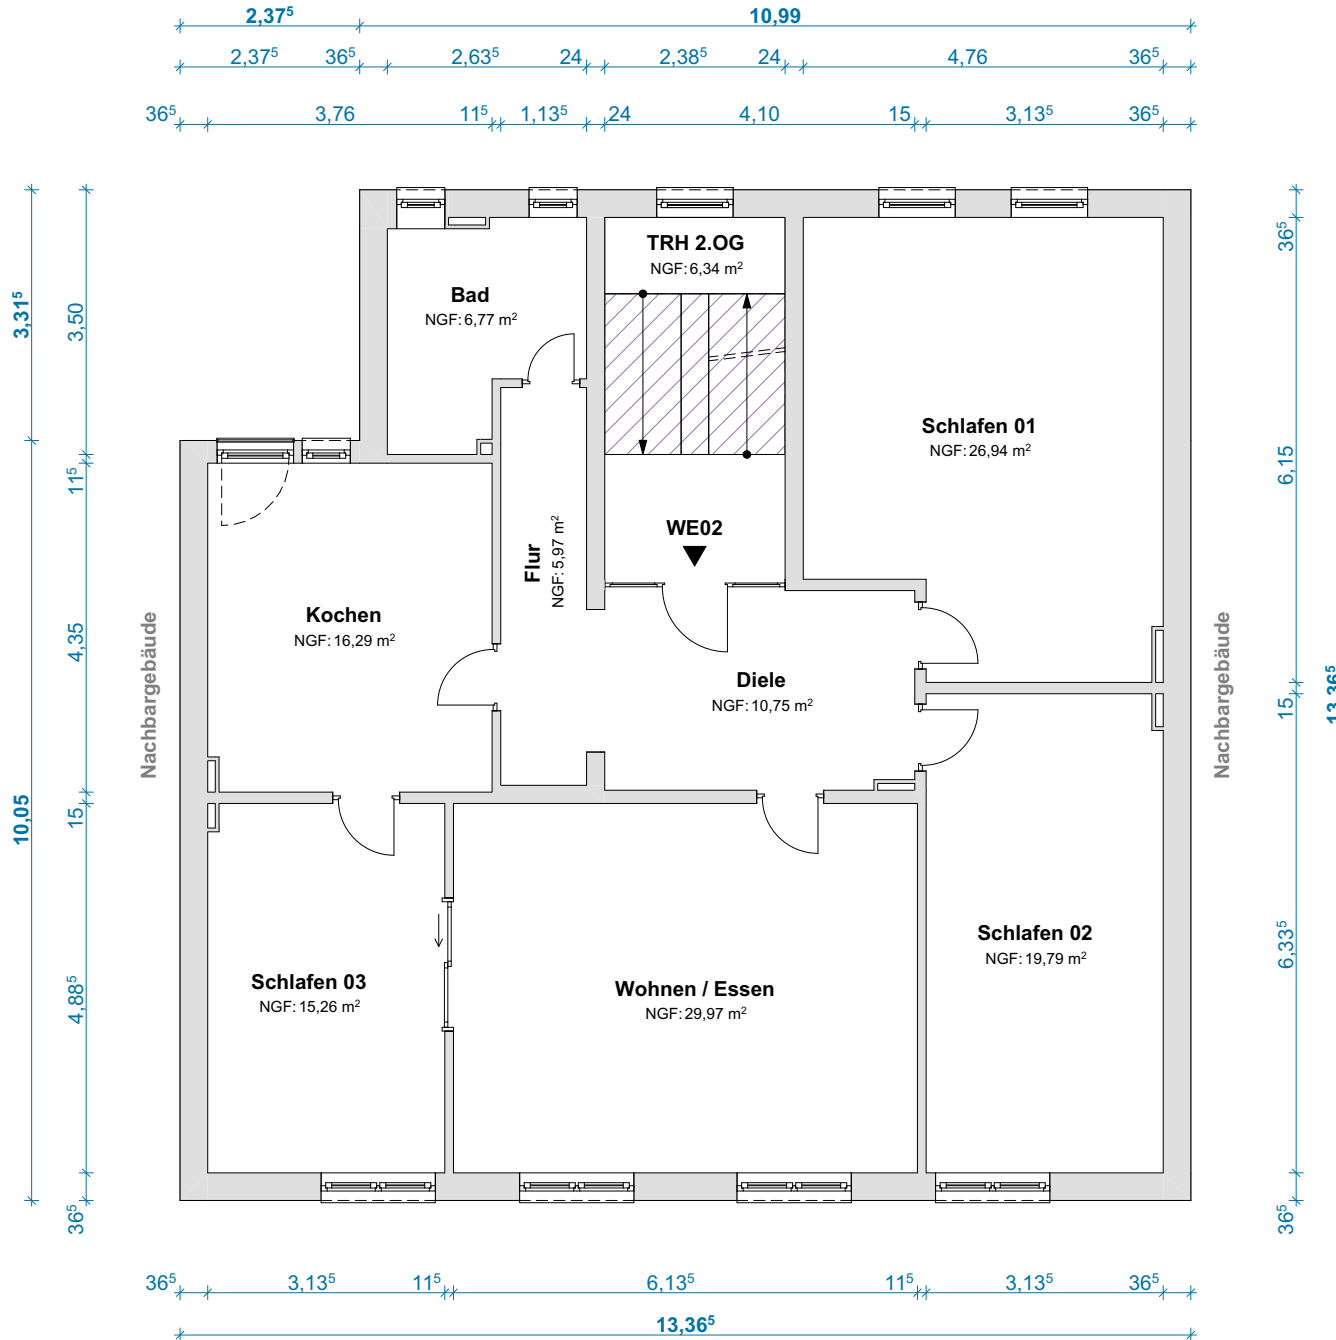 2,37⁵ 10,99
2,37⁵ 36⁵ 2,63⁵ 24 2,38⁵ 24 4,76 36⁵
36⁵ 3,76 11⁵ 1,13⁵ 24 4,10 15 3,13⁵ 36⁵
3,31⁵
10,05
3,50
11⁵
4,35
15
4,88⁵
36⁵
Nachbargebäude
TRH 2.OG
NGF: 6,34 m²
Bad
NGF: 6,77 m²
Schlafen 01
NGF: 26,94 m²
WE02
Flur
NGF: 5,97 m²
Kochen
NGF: 16,29 m²
Diele
NGF: 10,75 m²
Schlafen 02
NGF: 19,79 m²
Schlafen 03
NGF: 15,26 m²
Wohnen / Essen
NGF: 29,97 m²
Nachbargebäude
36⁵
6,15
15
6,33⁵
36⁵
13,36⁵
36⁵ 3,13⁵ 11⁵ 6,13⁵ 11⁵ 3,13⁵ 36⁵
13,36⁵